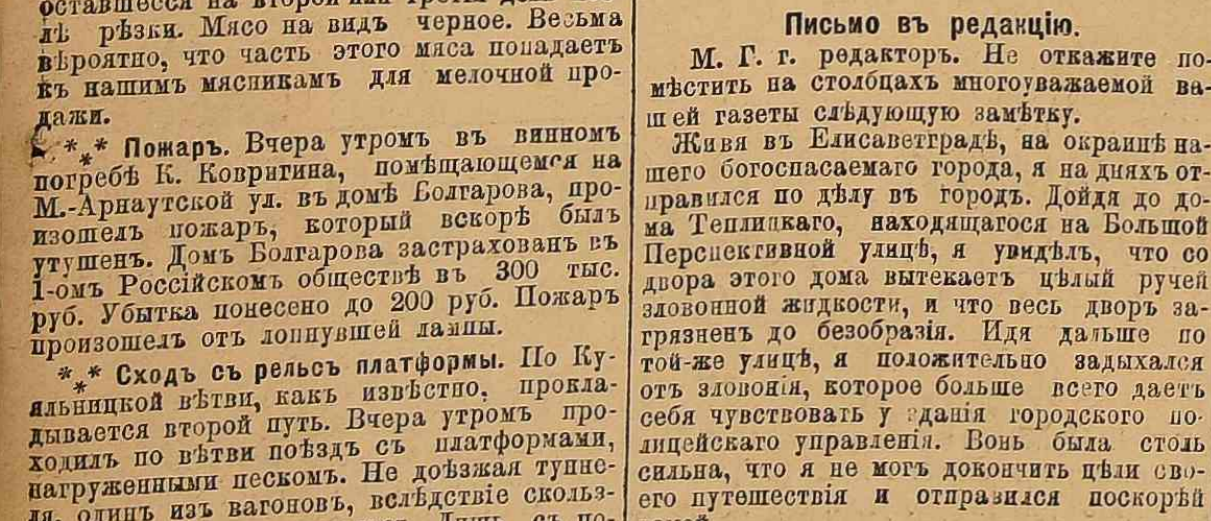 оставшееся на второй или третій день
лѣ рѣзки. Мясо на видъ черное. Весьма
вѣроятно, что часть этого мяса попадаетъ
къ нашимъ мясникамъ для мелочной про-
дажи.
*** Пожаръ. Вчера утромъ въ винномъ
погребѣ К. Ковригина, помѣщающемся на
М.-Арнаутской ул. въ домѣ Болгарова, про-
изошелъ пожаръ, который вскорѣ былъ
утушенъ. Домъ Болгарова застрахованъ въ
1-омъ Россійскомъ обществѣ въ 300 тыс.
руб. Убытка понесено до 200 руб. Пожаръ
произошелъ отъ лопнувшей лампы.
*** Сходъ съ рельсъ платформы. По Ку-
яльницкой вѣтви, какъ извѣстно, прокла-
дывается второй путь. Вчера утромъ про-
ходилъ по вѣтви поѣздъ съ платформами,
нагруженными песком. Не доѣзжая тунне-
ля, одинъ изъ вагоновъ, вслѣдствіе скольз-
Письмо въ редакцію.
М. Г. г. редакторъ. Не откажите по-
мѣстить на столбцахъ многоуважаемой ва-
шей газеты слѣдующую замѣтку.
Живя въ Елисаветградѣ, на окраинѣ на-
шего богоспасаемаго города, я на дняхъ от-
правился по дѣлу въ городъ. Дойдя до до-
ма Теплицкаго, находящагося на Большой
Перспективной улицѣ, я увидѣлъ, что со
двора этого дома вытекаетъ цѣлый ручей
зловонной жидкости, и что весь дворъ за-
грязненъ до безобразія. Идя дальше по
той-же улицѣ, я положительно задыхался
отъ зловонія, которое больше всего даетъ
себя чувствовать у зданія городского по-
лицейскаго управленія. Вонь была столь
сильна, что я не могъ докончить цѣли сво-
его путешествія и отправился поскорѣй